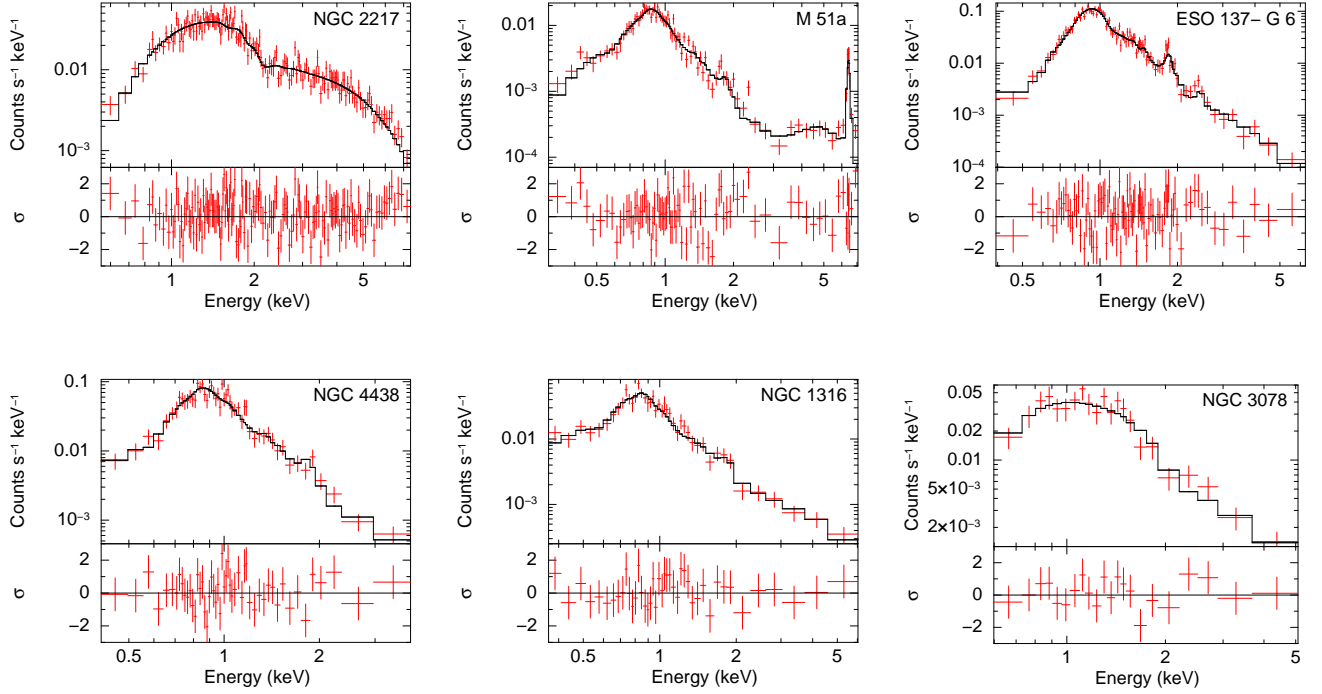 NGC 2217
Counts s⁻¹ keV⁻¹
0.01
10⁻³
σ
2
0
−2
1
2
5
Energy (keV)
M 51a
Counts s⁻¹ keV⁻¹
0.01
10⁻³
10⁻⁴
σ
2
0
−2
0.5
1
2
5
Energy (keV)
ESO 137− G 6
Counts s⁻¹ keV⁻¹
0.1
0.01
10⁻³
10⁻⁴
σ
2
0
−2
0.5
1
2
5
Energy (keV)
NGC 4438
Counts s⁻¹ keV⁻¹
0.1
0.01
10⁻³
σ
2
0
−2
0.5
1
2
Energy (keV)
NGC 1316
Counts s⁻¹ keV⁻¹
0.01
10⁻³
σ
2
0
−2
0.5
1
2
5
Energy (keV)
NGC 3078
Counts s⁻¹ keV⁻¹
0.05
0.02
0.01
5×10⁻³
2×10⁻³
σ
2
0
−2
1
2
5
Energy (keV)